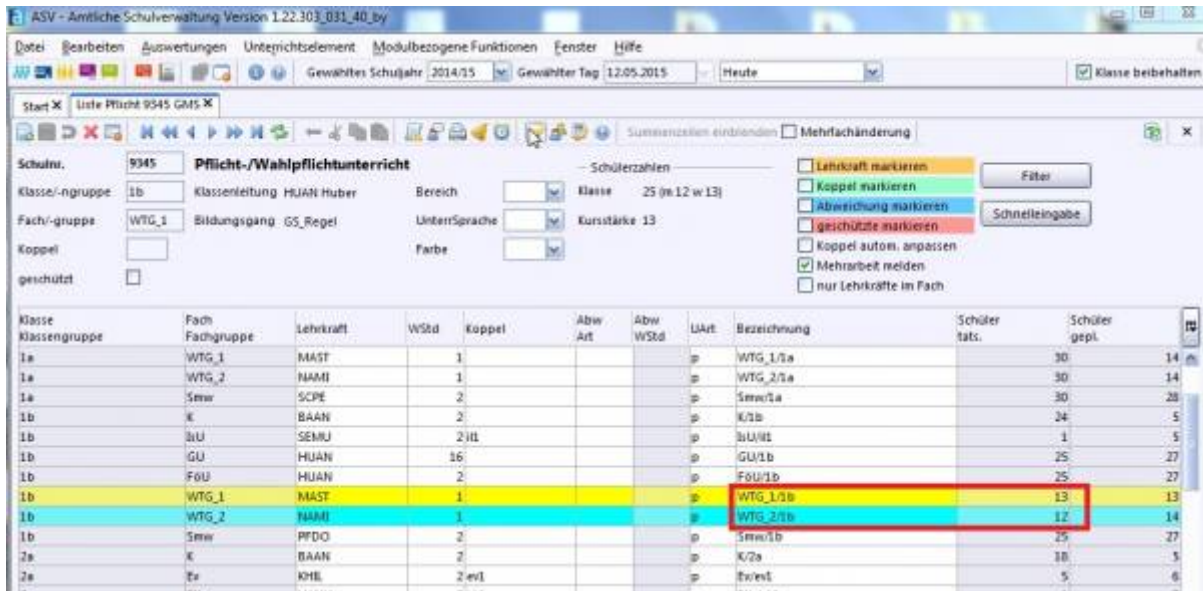 ASV - Amtliche Schulverwaltung Version 1.22.303_031_40_by
Datei Bearbeiten Auswertungen Unterrichtselement Modulbezogene Funktionen Fenster Hilfe
Gewähltes Schuljahr 2014/15 Gewählter Tag 12.05.2015 Heute Klasse beibehalten
Start Liste Pflicht 9345 GMS
Summenzeilen einblenden Mehrfachänderung
Schulnr. 9345 Pflicht-/Wahlpflichtunterricht Schülerzahlen Lehrkraft markieren Filter
Klasse/-ngruppe 1b Klassenleitung HUAN Huber Bereich Klasse 25 (m 12 w 13) Koppel markieren
Fach/-gruppe WTG_1 Bildungsgang GS_Regel UnterrSprache Kursstärke 13 Abweichung markieren Schnelleingabe
geschützte markieren
Koppel Farbe Koppel autom. anpassen
Mehrarbeit melden
geschützt nur Lehrkräfte im Fach
Klasse Fach Lehrkraft WStd Koppel Abw Abw UArt Bezeichnung Schüler Schüler
Klassengruppe Fachgruppe Art WStd tats. gepl.
1a WTG_1 MAST 1 p WTG_1/1a 30 14
1a WTG_2 NAMI 1 p WTG_2/1a 30 14
1a Smw SCPE 2 p Smw/1a 30 28
1b K BAAN 2 p K/1b 24 5
1b IsU SEMU 2 iit1 p IsU/iit1 1 5
1b GU HUAN 16 p GU/1b 25 27
1b FöU HUAN 2 p FöU/1b 25 27
1b WTG_1 MAST 1 p WTG_1/1b 13 13
1b WTG_2 NAMI 1 p WTG_2/1b 12 14
1b Smw PFDO 2 p Smw/1b 25 27
2a K BAAN 2 p K/2a 18 5
2a Ev KHIL 2 ev1 p Ev/ev1 5 6